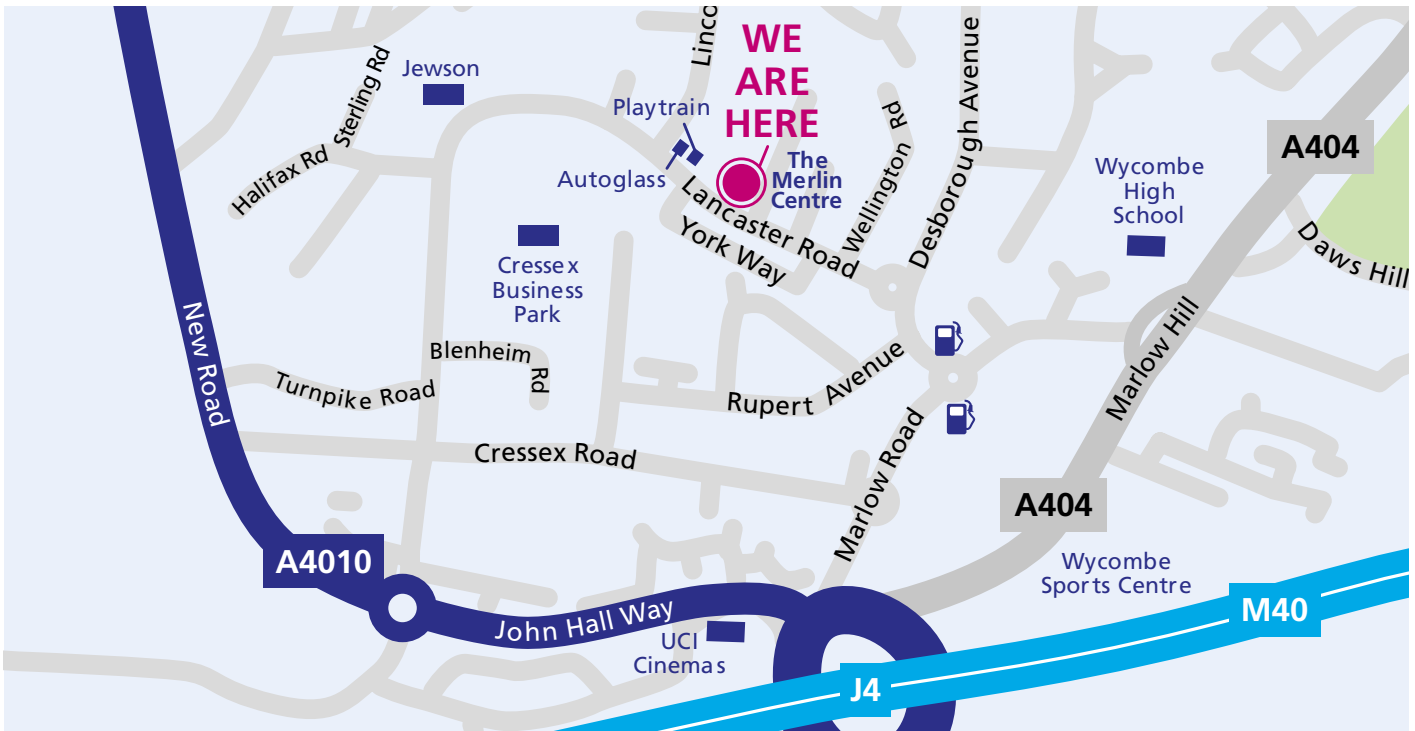 Linco
WE
ARE
HERE
Desborough Avenue
Sterling Rd
Jewson
Playtrain
Wellington Rd
A404
Halifax Rd
Autoglass
The
Merlin
Centre
Wycombe
High
School
Lancaster Road
York Way
Daws Hill
Cressex
Business
Park
New Road
Marlow Hill
Blenheim
Rd
Turnpike Road
Rupert Avenue
Cressex Road
Marlow Road
A404
A4010
Wycombe
Sports Centre
M40
John Hall Way
UCI
Cinemas
J4